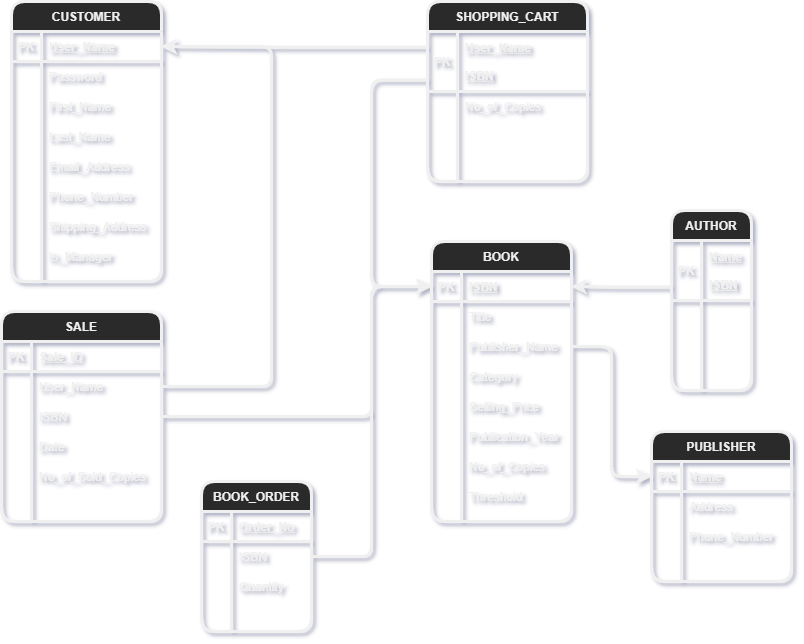 CUSTOMER
PK User_Name
Password
First_Name
Last_Name
Email_Address
Phone_Number
Shipping_Address
Is_Manager
SHOPPING_CART
PK User_Name
ISBN
No_of_Copies
AUTHOR
PK Name
ISBN
BOOK
PK ISBN
Title
Publisher_Name
Category
Selling_Price
Publication_Year
No_of_Copies
Threshold
SALE
PK Sale_ID
User_Name
ISBN
Date
No_of_Sold_Copies
PUBLISHER
PK Name
Address
Phone_Number
BOOK_ORDER
PK Order_No
ISBN
Quantity